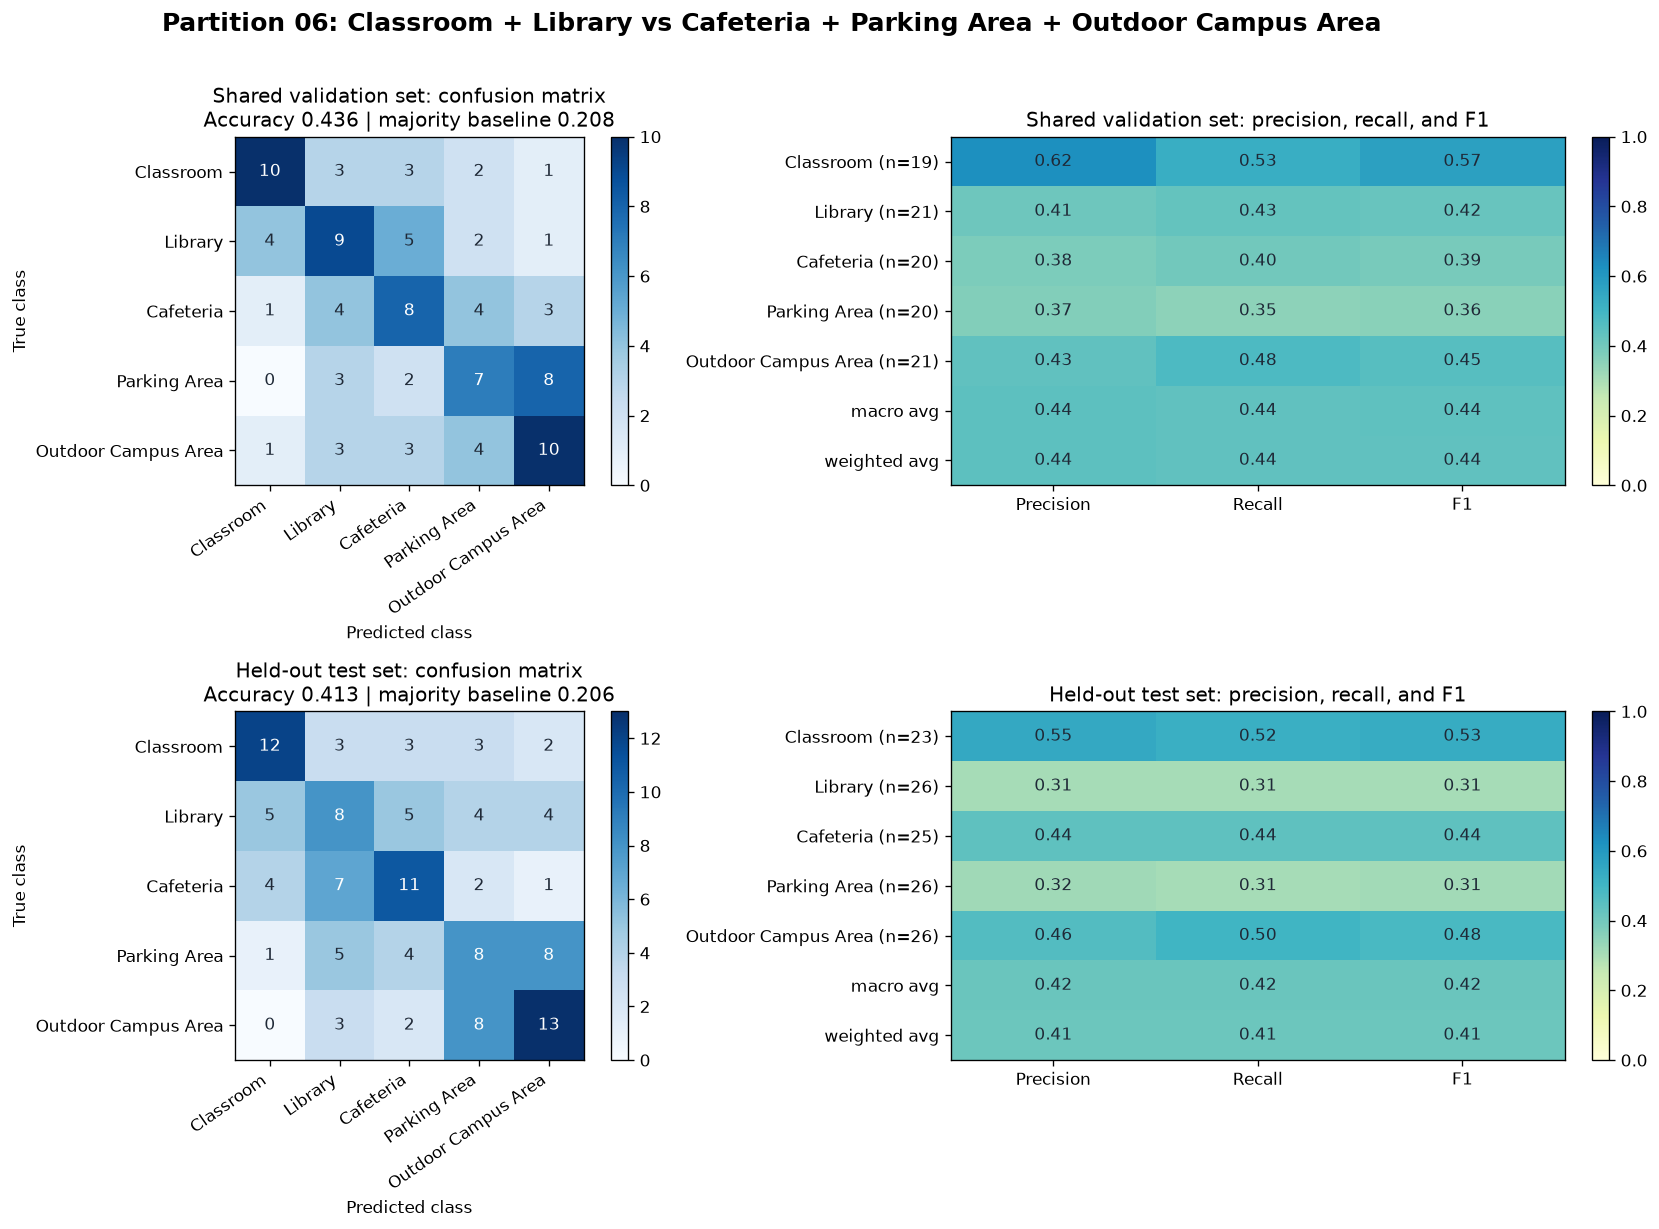 Partition 06: Classroom + Library vs Cafeteria + Parking Area + Outdoor Campus Area
Shared validation set: confusion matrix
Accuracy 0.436 | majority baseline 0.208
True class
Classroom 10 3 3 2 1
Library 4 9 5 2 1
Cafeteria 1 4 8 4 3
Parking Area 0 3 2 7 8
Outdoor Campus Area 1 3 3 4 10
Classroom Library Cafeteria Parking Area Outdoor Campus Area
Predicted class
10
8
6
4
2
0
Shared validation set: precision, recall, and F1
Classroom (n=19) 0.62 0.53 0.57
Library (n=21) 0.41 0.43 0.42
Cafeteria (n=20) 0.38 0.40 0.39
Parking Area (n=20) 0.37 0.35 0.36
Outdoor Campus Area (n=21) 0.43 0.48 0.45
macro avg 0.44 0.44 0.44
weighted avg 0.44 0.44 0.44
Precision Recall F1
1.0
0.8
0.6
0.4
0.2
0.0
Held-out test set: confusion matrix
Accuracy 0.413 | majority baseline 0.206
True class
Classroom 12 3 3 3 2
Library 5 8 5 4 4
Cafeteria 4 7 11 2 1
Parking Area 1 5 4 8 8
Outdoor Campus Area 0 3 2 8 13
Classroom Library Cafeteria Parking Area Outdoor Campus Area
Predicted class
12
10
8
6
4
2
0
Held-out test set: precision, recall, and F1
Classroom (n=23) 0.55 0.52 0.53
Library (n=26) 0.31 0.31 0.31
Cafeteria (n=25) 0.44 0.44 0.44
Parking Area (n=26) 0.32 0.31 0.31
Outdoor Campus Area (n=26) 0.46 0.50 0.48
macro avg 0.42 0.42 0.42
weighted avg 0.41 0.41 0.41
Precision Recall F1
1.0
0.8
0.6
0.4
0.2
0.0